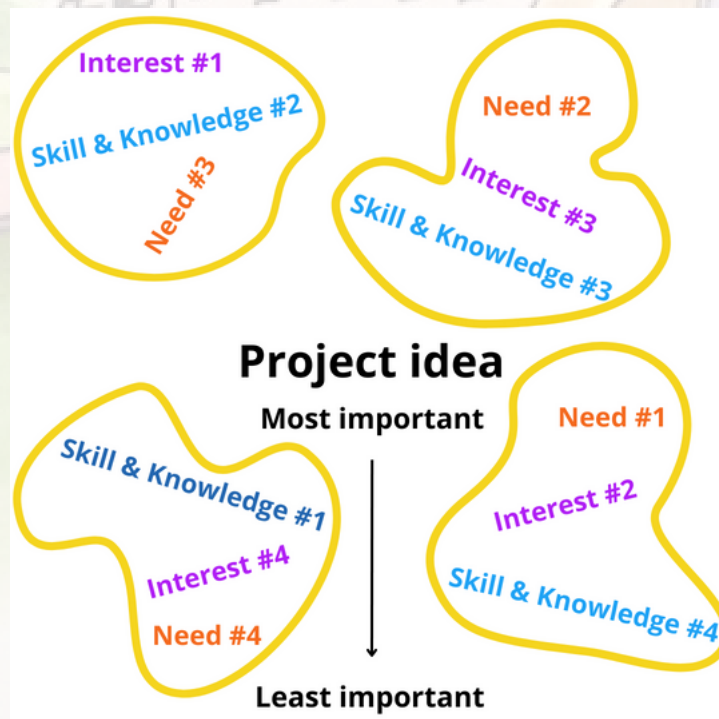 Interest #1
Skill & Knowledge #2
Need #3
Need #2
Interest #3
Skill & Knowledge #3
Project idea
Most important
Skill & Knowledge #1
Interest #4
Need #4
Need #1
Interest #2
Skill & Knowledge #4
Least important